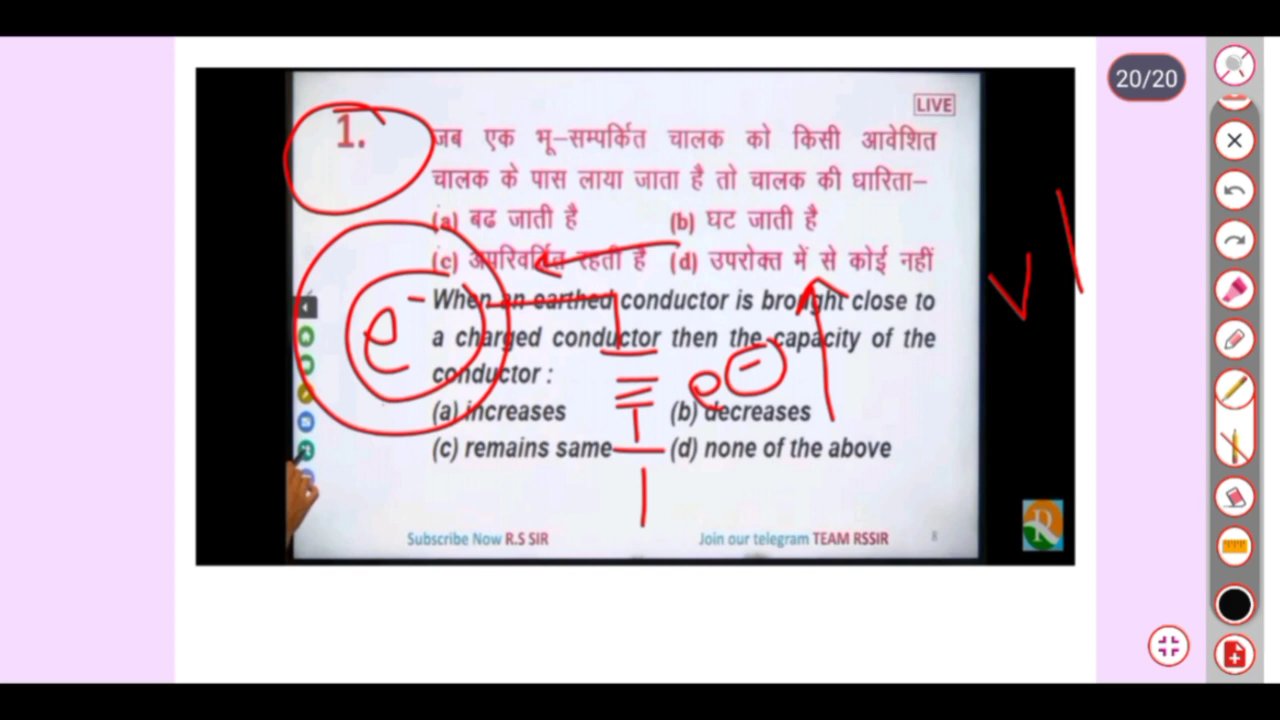 20/20
LIVE
1.
जब एक भू-सम्पर्कित चालक को किसी आवेशित
चालक के पास लाया जाता है तो चालक की धारिता–
(a) बढ जाती है (b) घट जाती है
(c) अपरिवर्तित रहती है (d) उपरोक्त में से कोई नहीं
When an earthed conductor is brought close to
a charged conductor then the capacity of the
conductor :
(a) increases (b) decreases
(c) remains same (d) none of the above
e⁻
e⁻
Subscribe Now R.S SIR Join our telegram TEAM RSSIR 8